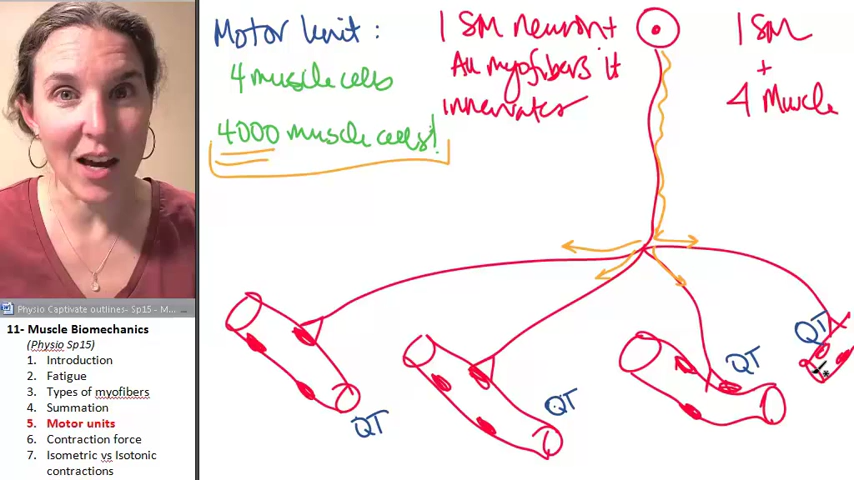 Motor Unit:
4 muscle cells
4000 muscle cells!
1 SM neuron +
All myofibers it
innervates
1 SM
+
4 Muscle
QT
QT
QT
QT
Physio Captivate outlines- Sp15 - M...
11- Muscle Biomechanics
(Physio Sp15)
1. Introduction
2. Fatigue
3. Types of myofibers
4. Summation
5. Motor units
6. Contraction force
7. Isometric vs Isotonic
contractions